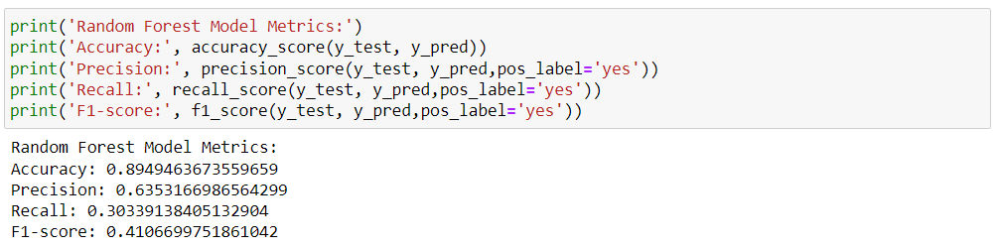 print('Random Forest Model Metrics:')
print('Accuracy:', accuracy_score(y_test, y_pred))
print('Precision:', precision_score(y_test, y_pred,pos_label='yes'))
print('Recall:', recall_score(y_test, y_pred,pos_label='yes'))
print('F1-score:', f1_score(y_test, y_pred,pos_label='yes'))
Random Forest Model Metrics:
Accuracy: 0.8949463673559659
Precision: 0.6353166986564299
Recall: 0.30339138405132904
F1-score: 0.4106699751861042